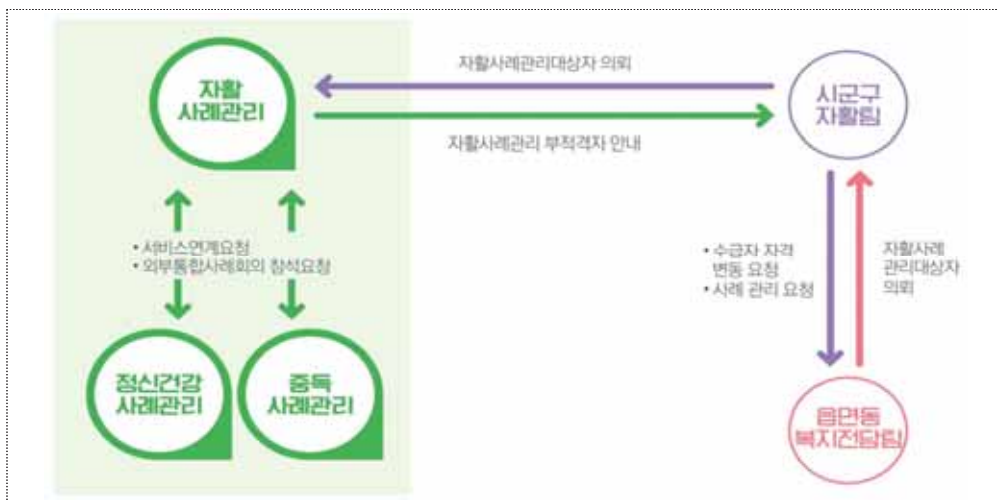 자활
사례관리
자활사례관리대상자 의뢰
자활사례관리 부적격자 안내
시군구
자활팀
• 서비스연계요청
• 외부통합사례회의 참석요청
• 수급자 자격
변동 요청
• 사례 관리 요청
자활사례
관리대상자
의뢰
정신건강
사례관리
중독
사례관리
읍면동
복지전담팀